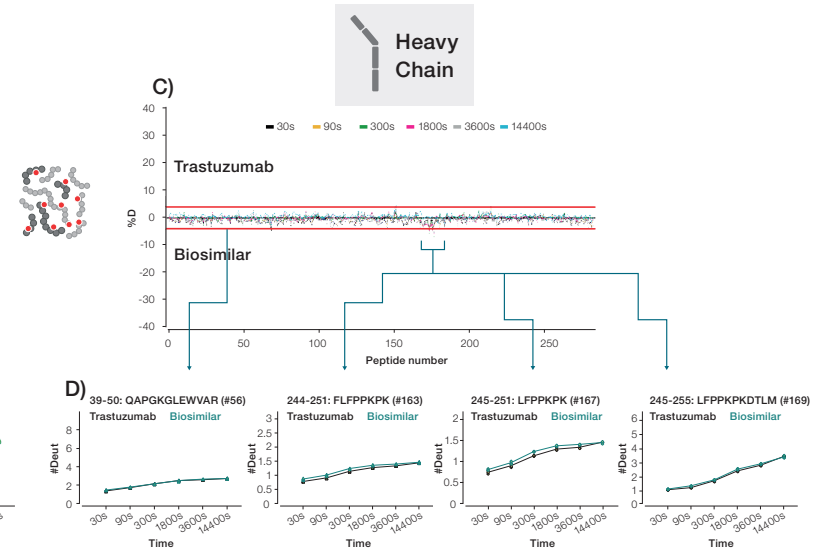 Heavy
Chain
C)
40
30
20
10
0
-10
-20
-30
-40
%D
30s 90s 300s 1800s 3600s 14400s
Trastuzumab
Biosimilar
0 50 100 150 200 250
Peptide number
D)
39-50: QAPGKGLEWVAR (#56)
Trastuzumab Biosimilar
8
6
4
2
0
#Deut
30s 90s 300s 1800s 3600s 14400s
Time
244-251: FLFPPKPK (#163)
Trastuzumab Biosimilar
3
2.5
2
1.5
1
0.5
0
#Deut
30s 90s 300s 1800s 3600s 14400s
Time
245-251: LFPPKPK (#167)
Trastuzumab Biosimilar
2
1.5
1
0.5
0
#Deut
30s 90s 300s 1800s 3600s 14400s
Time
245-255: LFPPKPKDTLM (#169)
Trastuzumab Biosimilar
6
5
4
3
2
1
0
#Deut
30s 90s 300s 1800s 3600s 14400s
Time